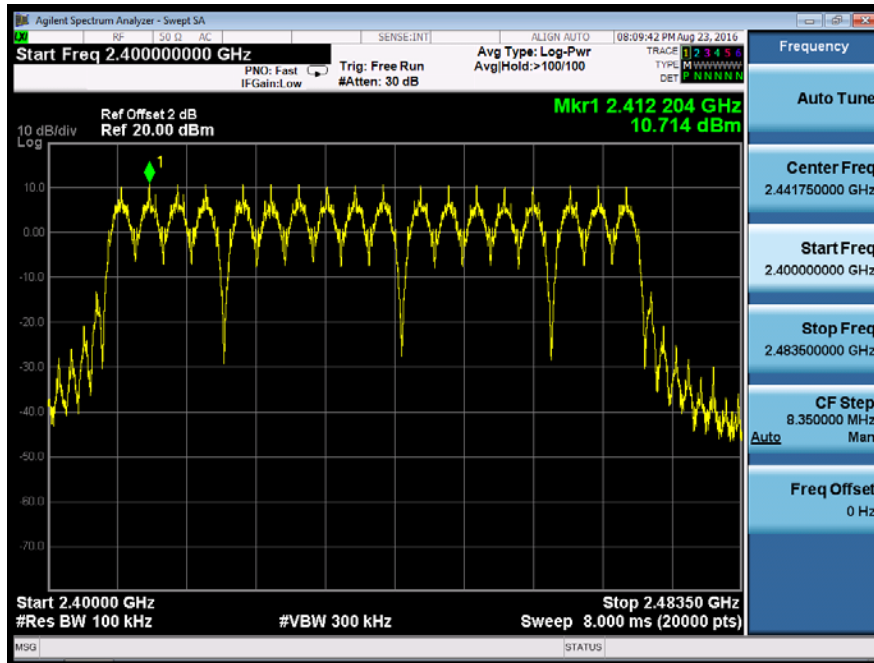 Agilent Spectrum Analyzer - Swept SA
LXI RF 50 Ω AC SENSE:INT ALIGN AUTO 08:09:42 PM Aug 23, 2016
Start Freq 2.400000000 GHz
PNO: Fast
IFGain:Low
Trig: Free Run
#Atten: 30 dB
Avg Type: Log-Pwr
Avg|Hold:>100/100
TRACE 1 2 3 4 5 6
TYPE M WWWWW
DET P N N N N N
Ref Offset 2 dB
10 dB/div Ref 20.00 dBm
Log
Mkr1 2.412 204 GHz
10.714 dBm
1
10.0
0.00
-10.0
-20.0
-30.0
-40.0
-50.0
-60.0
-70.0
Start 2.40000 GHz Stop 2.48350 GHz
#Res BW 100 kHz #VBW 300 kHz Sweep 8.000 ms (20000 pts)
MSG STATUS
Frequency
Auto Tune
Center Freq
2.441750000 GHz
Start Freq
2.400000000 GHz
Stop Freq
2.483500000 GHz
CF Step
8.350000 MHz
Auto Man
Freq Offset
0 Hz